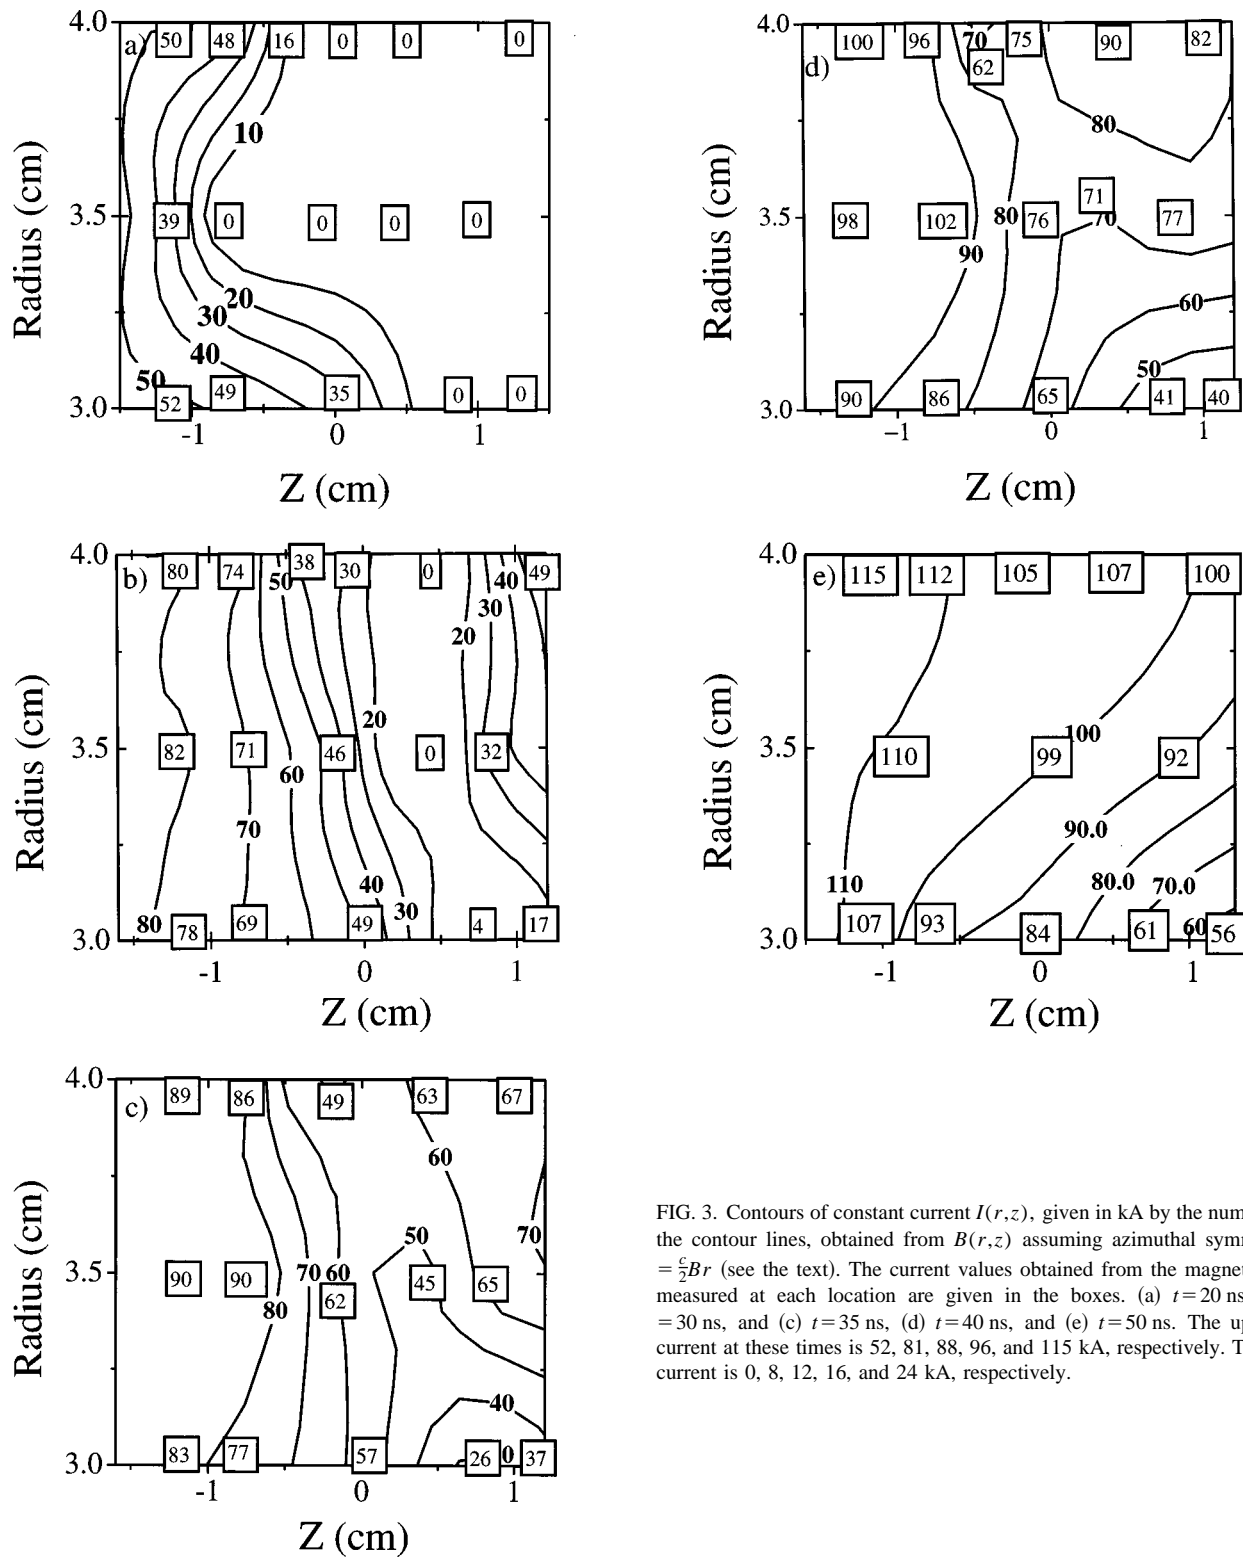 a)
4.0
3.5
3.0
Radius (cm)
50 48 16 0 0 0
10
39 0 0 0 0
20
30
40
50
52 49 35 0 0
-1 0 1
Z (cm)
d)
4.0
3.5
3.0
Radius (cm)
100 96 70 75 90 82
62
80
71
98 102 80 76 70 77
90
60
50
90 86 65 41 40
−1 0 1
Z (cm)
b)
4.0
3.5
3.0
Radius (cm)
80 74 50 38 30 0 40 49
30
20
20
82 71 46 0 32
60
70
40
30
80
78 69 49 4 17
-1 0 1
Z (cm)
e)
4.0
3.5
3.0
Radius (cm)
115 112 105 107 100
100
110 99 92
90.0
80.0 70.0
110
107 93 84 61 60 56
-1 0 1
Z (cm)
c)
4.0
3.5
3.0
Radius (cm)
89 86 49 63 67
60
50 70
90 90 70 60 45 65
62
80
40
83 77 57 26 0 37
-1 0 1
Z (cm)
FIG. 3. Contours of constant current I(r,z), given in kA by the num
the contour lines, obtained from B(r,z) assuming azimuthal sym
= c/2 Br (see the text). The current values obtained from the magnet
measured at each location are given in the boxes. (a) t=20 ns
=30 ns, and (c) t=35 ns, (d) t=40 ns, and (e) t=50 ns. The up
current at these times is 52, 81, 88, 96, and 115 kA, respectively. T
current is 0, 8, 12, 16, and 24 kA, respectively.